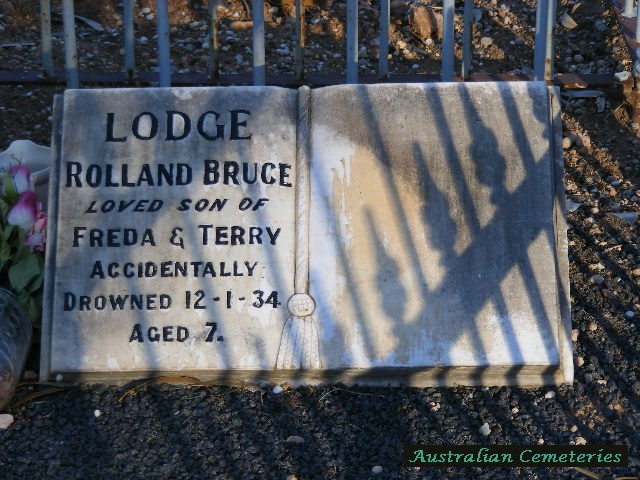 LODGE
ROLLAND BRUCE
LOVED SON OF
FREDA & TERRY
ACCIDENTALLY
DROWNED 12-1-34
AGED 7.
Australian Cemeteries